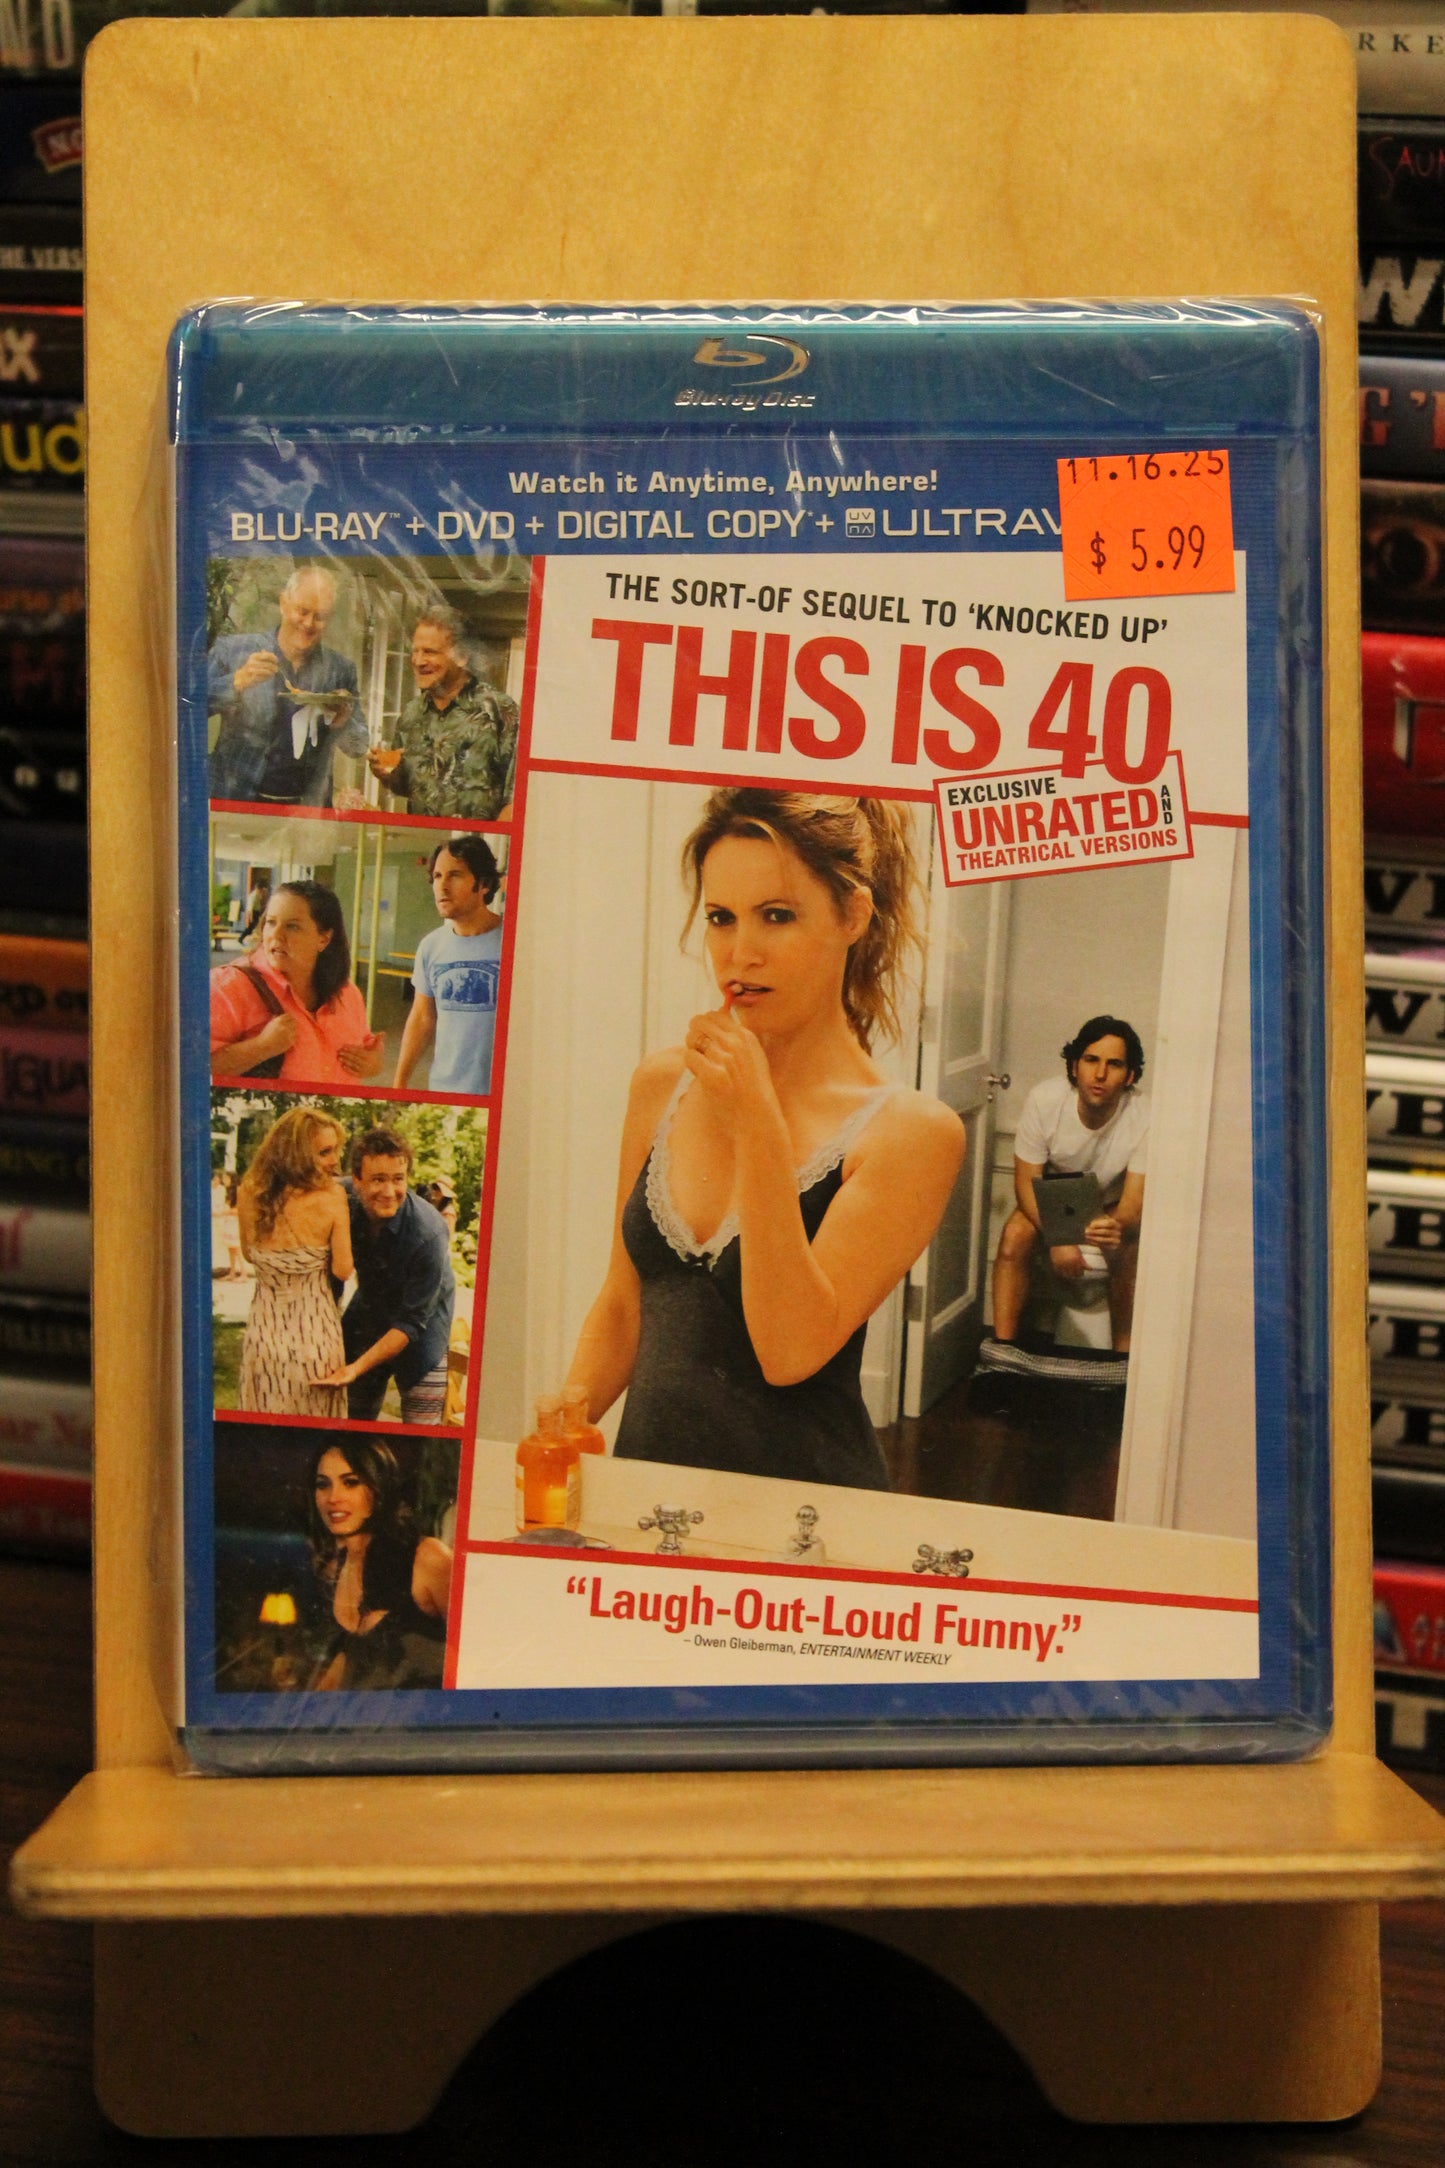 Blu-ray Disc
Watch it Anytime, Anywhere!
BLU-RAY™ + DVD + DIGITAL COPY* + UV ULTRAV
11.16.25
$ 5.99
THE SORT-OF SEQUEL TO ‘KNOCKED UP’
THIS IS 40
EXCLUSIVE
UNRATED AND
THEATRICAL VERSIONS
“Laugh-Out-Loud Funny.”
– Owen Gleiberman, ENTERTAINMENT WEEKLY